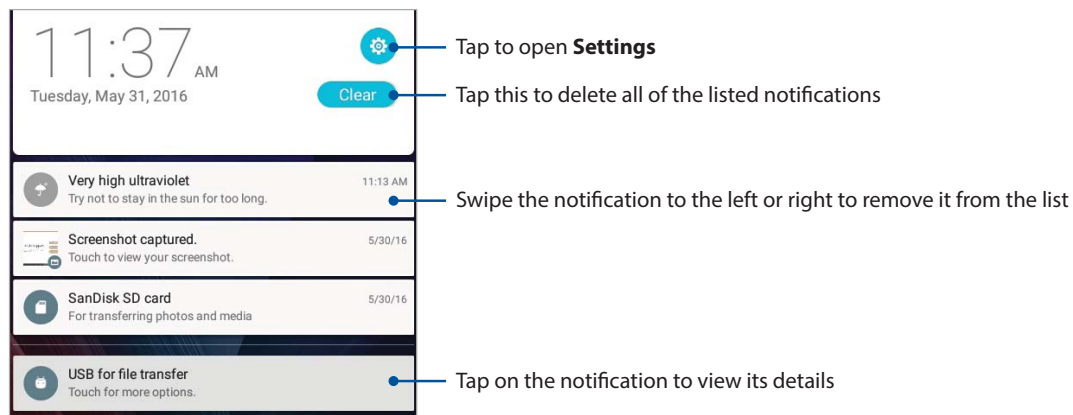 11:37 AM
Tuesday, May 31, 2016
Clear
Tap to open Settings
Tap this to delete all of the listed notifications
Very high ultraviolet 11:13 AM
Try not to stay in the sun for too long.
Swipe the notification to the left or right to remove it from the list
Screenshot captured. 5/30/16
Touch to view your screenshot.
SanDisk SD card 5/30/16
For transferring photos and media
USB for file transfer
Touch for more options.
Tap on the notification to view its details